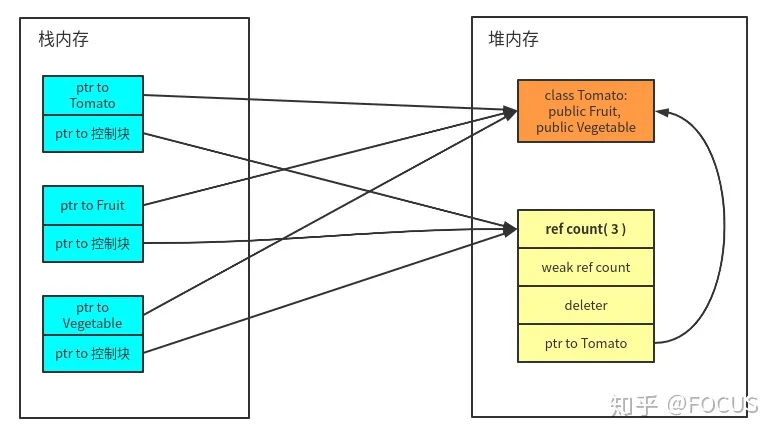 栈内存
ptr to
Tomato
ptr to 控制块
ptr to Fruit
ptr to 控制块
ptr to
Vegetable
ptr to 控制块
堆内存
class Tomato:
public Fruit,
public Vegetable
ref count( 3 )
weak ref count
deleter
ptr to Tomato
知乎 @FOCUS